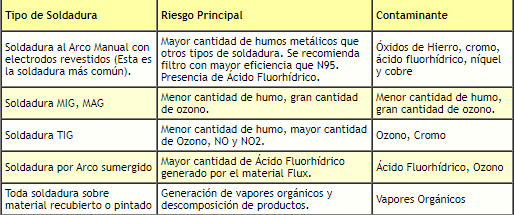 Tipo de Soldadura
Riesgo Principal
Contaminante
Soldadura al Arco Manual con
electrodos revestidos (Esta es
la soldadura más común).
Mayor cantidad de humos metálicos que
otros tipos de soldadura. Se recomienda
filtro con mayor eficiencia que N95.
Presencia de Ácido Fluorhídrico.
Óxidos de Hierro, cromo,
ácido fluorhídrico, níquel
y cobre
Soldadura MIG, MAG
Menor cantidad de humo, gran cantidad
de ozono.
Menor cantidad de humo,
gran cantidad de ozono.
Soldadura TIG
Menor cantidad de humo, mayor cantidad
de Ozono, NO y NO2.
Ozono, Cromo
Soldadura por Arco sumergido
Mayor cantidad de Ácido Fluorhídrico
generado por el material Flux.
Ácido Fluorhídrico, Ozono
Toda soldadura sobre
material recubierto o pintado
Generación de vapores orgánicos y
descomposición de productos.
Vapores Orgánicos